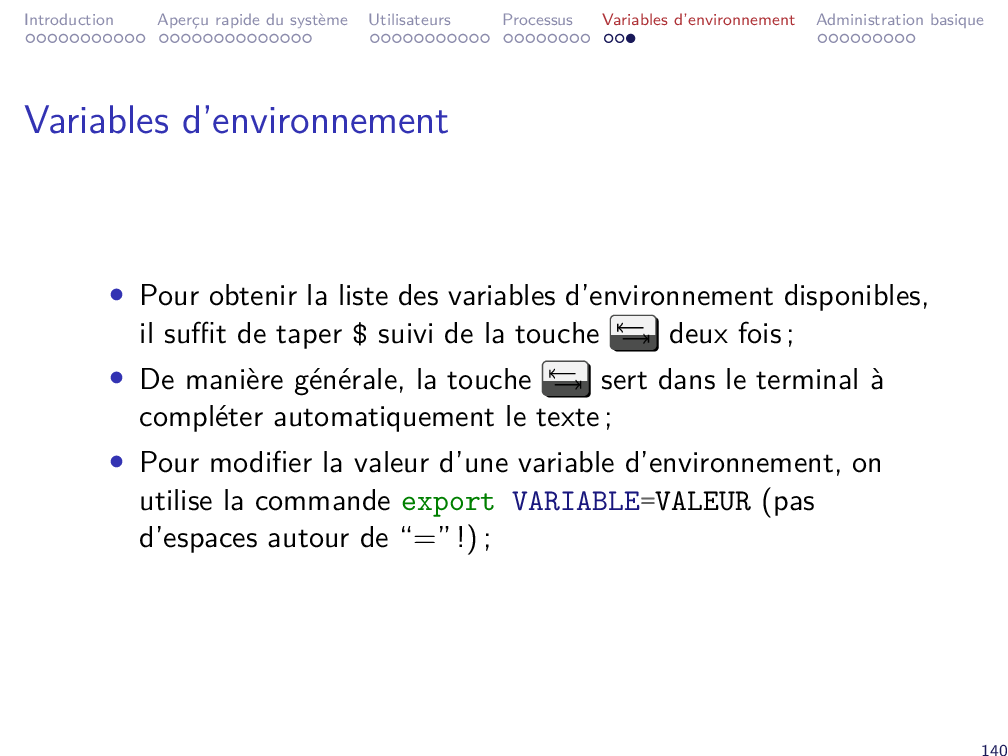 Introduction Aperçu rapide du système Utilisateurs Processus Variables d'environnement Administration basique
Variables d'environnement
• Pour obtenir la liste des variables d'environnement disponibles,
il suffit de taper $ suivi de la touche deux fois ;
• De manière générale, la touche sert dans le terminal à
compléter automatiquement le texte ;
• Pour modifier la valeur d'une variable d'environnement, on
utilise la commande export VARIABLE=VALEUR (pas
d'espaces autour de “=” !) ;
140